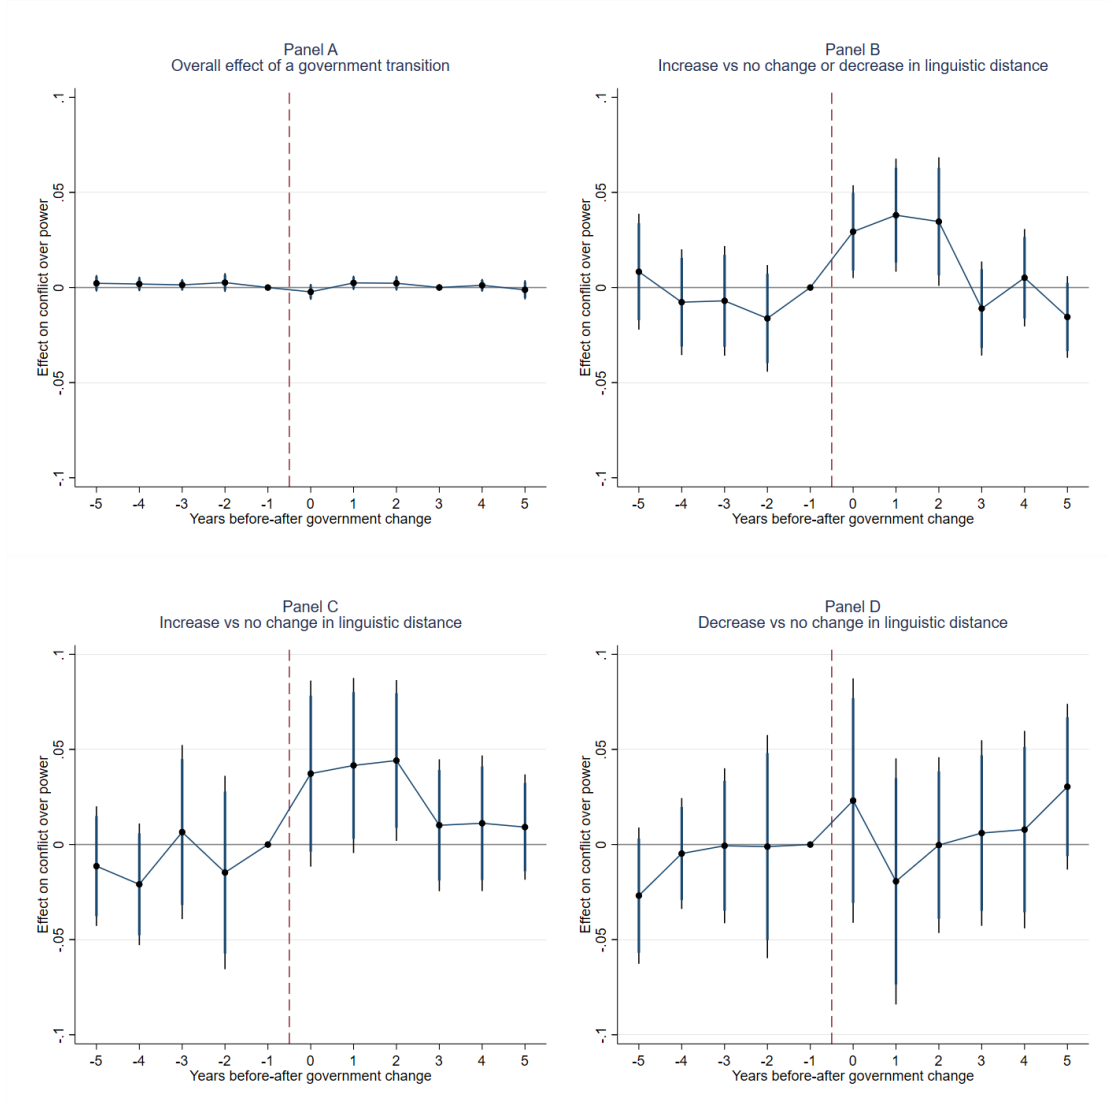 Panel A
Overall effect of a government transition
Effect on conflict over power
.1
.05
0
-.05
-.1
-5 -4 -3 -2 -1 0 1 2 3 4 5
Years before-after government change
Panel B
Increase vs no change or decrease in linguistic distance
Effect on conflict over power
.1
.05
0
-.05
-.1
-5 -4 -3 -2 -1 0 1 2 3 4 5
Years before-after government change
Panel C
Increase vs no change in linguistic distance
Effect on conflict over power
.1
.05
0
-.05
-.1
-5 -4 -3 -2 -1 0 1 2 3 4 5
Years before-after government change
Panel D
Decrease vs no change in linguistic distance
Effect on conflict over power
.1
.05
0
-.05
-.1
-5 -4 -3 -2 -1 0 1 2 3 4 5
Years before-after government change